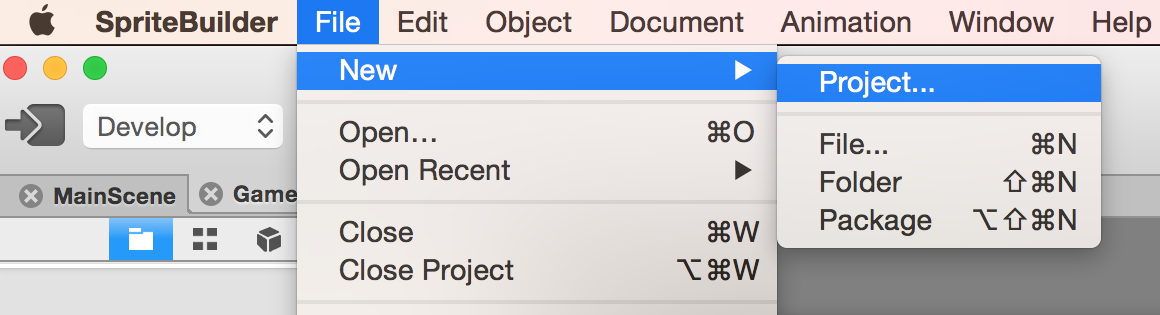 SpriteBuilder File Edit Object Document Animation Window Help
New ▶ Project...
Develop
Open... ⌘O File... ⌘N
Open Recent ▶ Folder ⇧⌘N
MainScene Game
Package ⌥⇧⌘N
Close ⌘W
Close Project ⌥⌘W